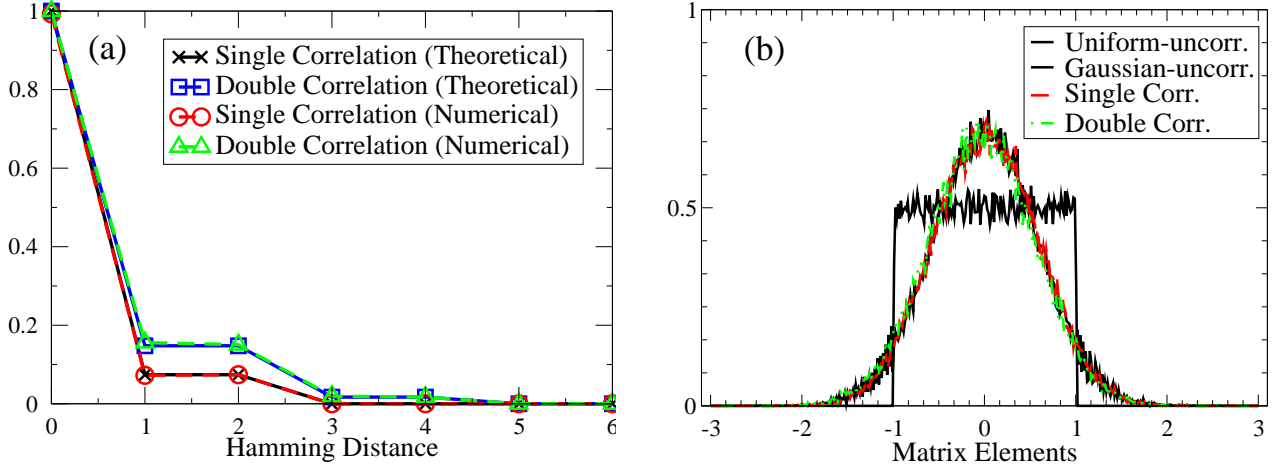 (a)
Single Correlation (Theoretical)
Double Correlation (Theoretical)
Single Correlation (Numerical)
Double Correlation (Numerical)
1
0.8
0.6
0.4
0.2
0
0 1 2 3 4 5 6
Hamming Distance
(b)
Uniform-uncorr.
Gaussian-uncorr.
Single Corr.
Double Corr.
1
0.5
0
-3 -2 -1 0 1 2 3
Matrix Elements